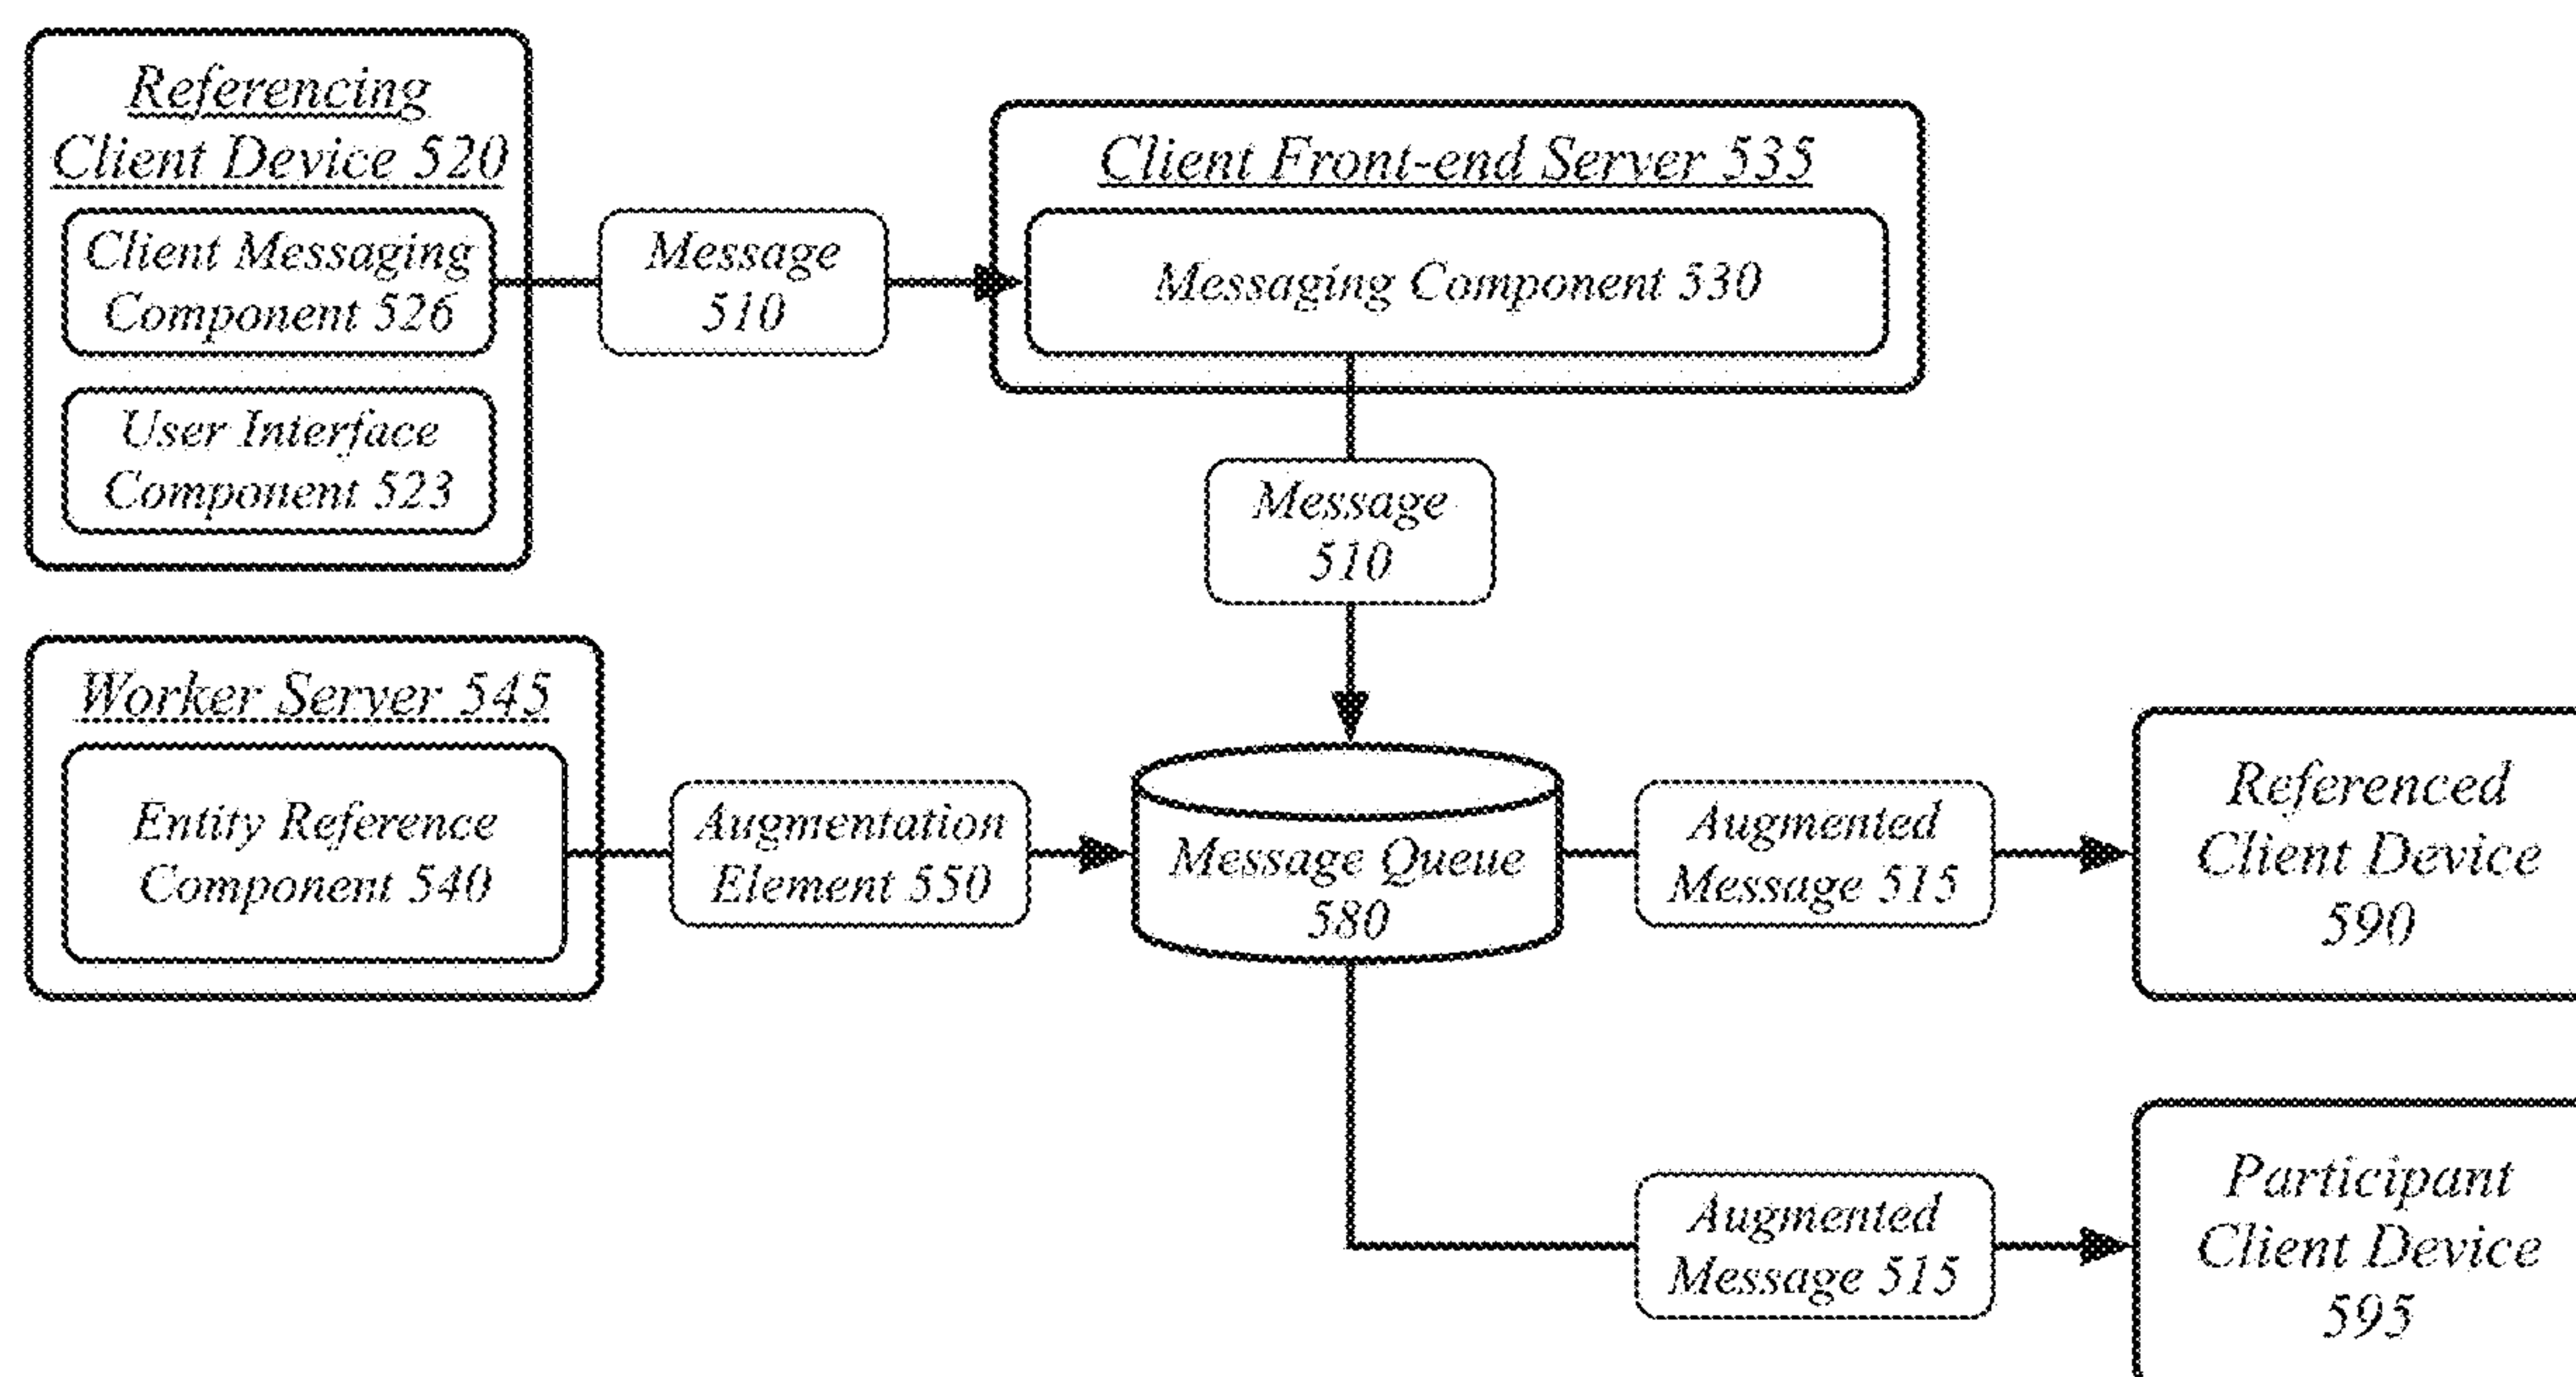 Referencing
Client Device 520
Client Messaging
Component 526
User Interface
Component 523
Message
510
Client Front-end Server 535
Messaging Component 530
Message
510
Worker Server 545
Entity Reference
Component 540
Augmentation
Element 550
Message Queue
580
Augmented
Message 515
Referenced
Client Device
590
Augmented
Message 515
Participant
Client Device
595